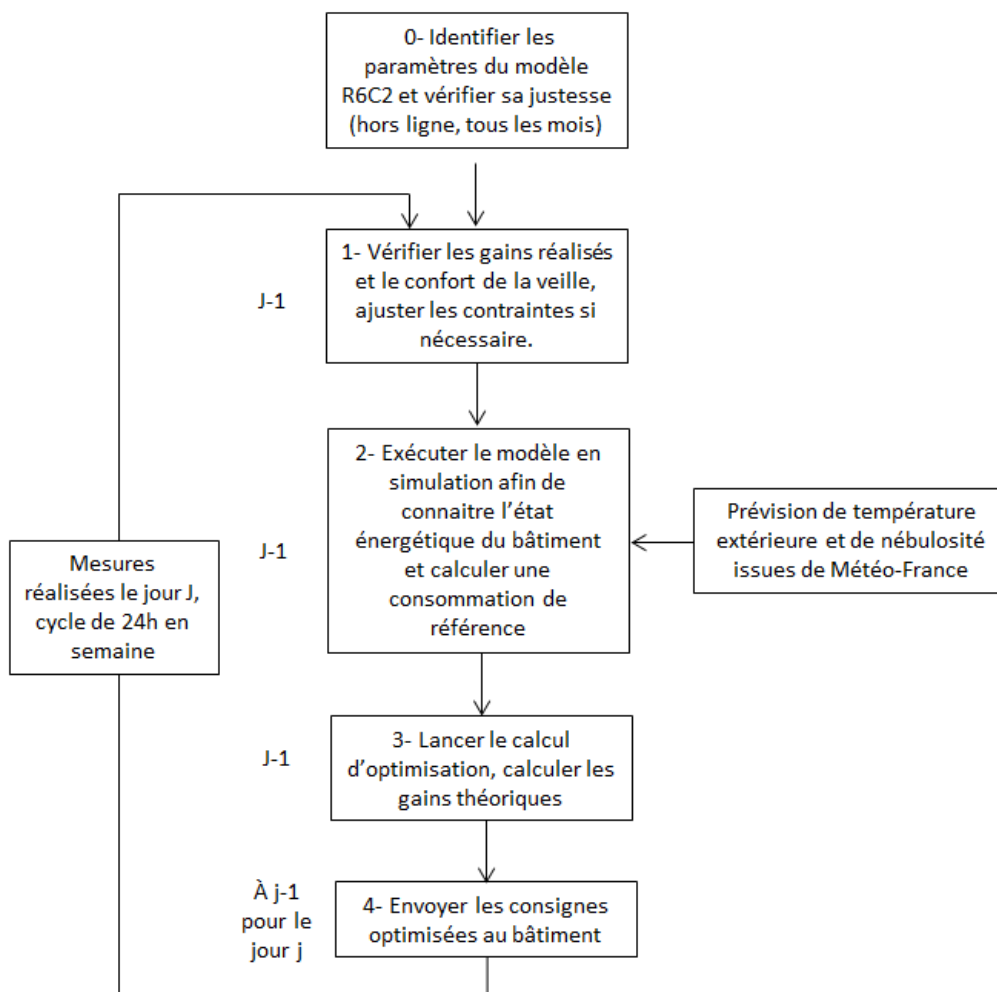 0- Identifier les
paramètres du modèle
R6C2 et vérifier sa justesse
(hors ligne, tous les mois)
1- Vérifier les gains réalisés
et le confort de la veille,
ajuster les contraintes si
nécessaire.
J-1
2- Exécuter le modèle en
simulation afin de
connaitre l’état
énergétique du bâtiment
et calculer une
consommation de
référence
J-1
Prévision de température
extérieure et de nébulosité
issues de Météo-France
Mesures
réalisées le jour J,
cycle de 24h en
semaine
3- Lancer le calcul
d’optimisation, calculer les
gains théoriques
J-1
À j-1
pour le
jour j
4- Envoyer les consignes
optimisées au bâtiment